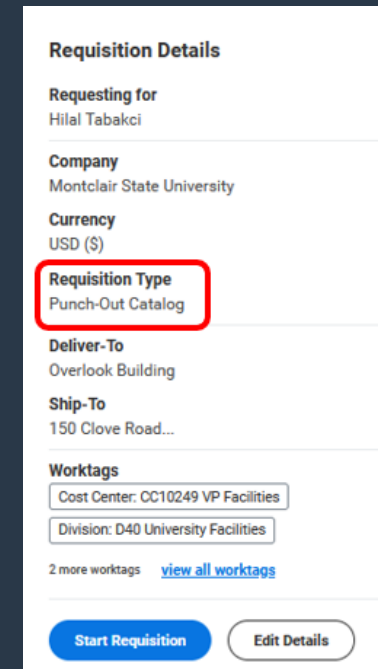 Requisition Details
Requesting for
Hilal Tabakci
Company
Montclair State University
Currency
USD ($)
Requisition Type
Punch-Out Catalog
Deliver-To
Overlook Building
Ship-To
150 Clove Road...
Worktags
Cost Center: CC10249 VP Facilities
Division: D40 University Facilities
2 more worktags view all worktags
Start Requisition Edit Details